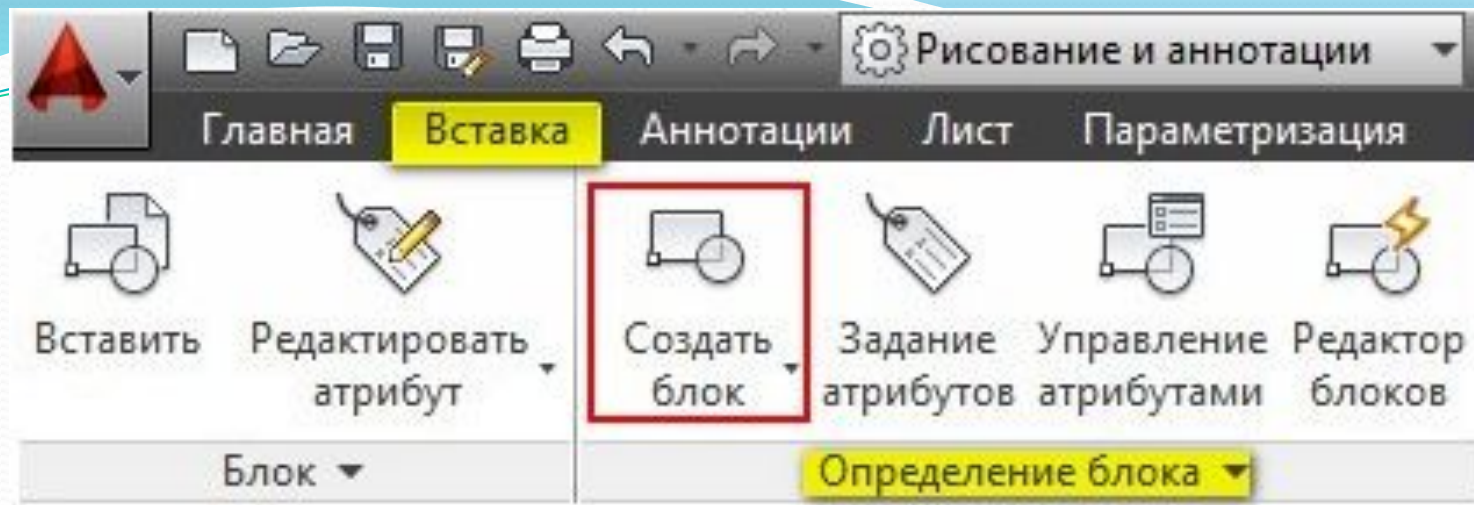 Рисование и аннотации
Главная Вставка Аннотации Лист Параметризация
Вставить Редактировать Создать Задание Управление Редактор
атрибут блок атрибутов атрибутами блоков
Блок Определение блока